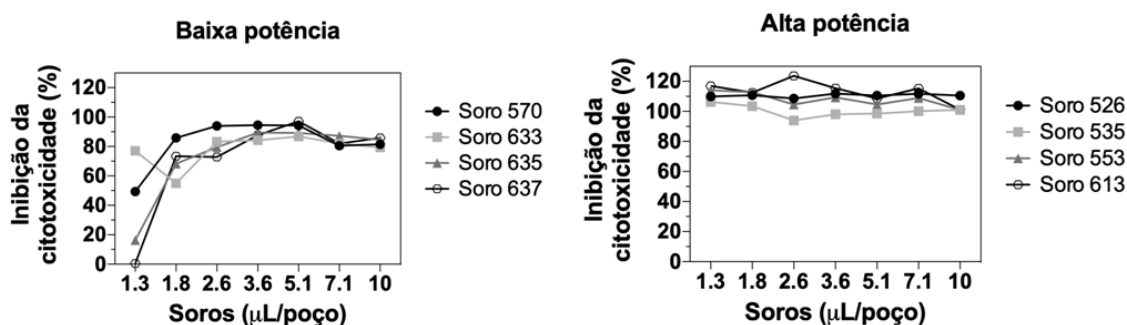 Baixa potência
Inibição da
citotoxicidade (%)
120
100
80
60
40
20
0
1.3 1.8 2.6 3.6 5.1 7.1 10
Soros (μL/poço)
Soro 570
Soro 633
Soro 635
Soro 637
Alta potência
Inibição da
citotoxicidade (%)
120
100
80
60
40
20
0
1.3 1.8 2.6 3.6 5.1 7.1 10
Soros (μL/poço)
Soro 526
Soro 535
Soro 553
Soro 613